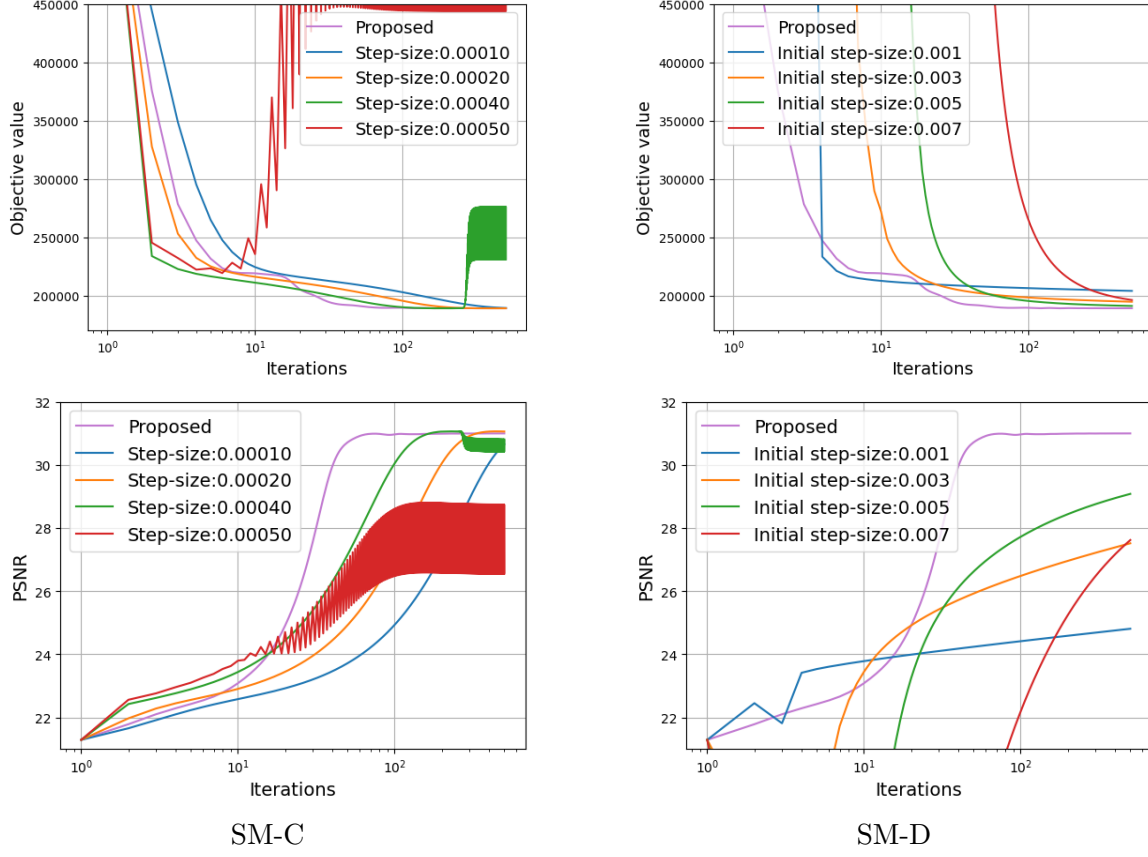 450000
400000
350000
300000
250000
200000
Objective value
Proposed
Step-size:0.00010
Step-size:0.00020
Step-size:0.00040
Step-size:0.00050
10^0
10^1
10^2
Iterations
450000
400000
350000
300000
250000
200000
Objective value
Proposed
Initial step-size:0.001
Initial step-size:0.003
Initial step-size:0.005
Initial step-size:0.007
10^0
10^1
10^2
Iterations
32
30
28
26
24
22
PSNR
Proposed
Step-size:0.00010
Step-size:0.00020
Step-size:0.00040
Step-size:0.00050
10^0
10^1
10^2
Iterations
SM-C
32
30
28
26
24
22
PSNR
Proposed
Initial step-size:0.001
Initial step-size:0.003
Initial step-size:0.005
Initial step-size:0.007
10^0
10^1
10^2
Iterations
SM-D